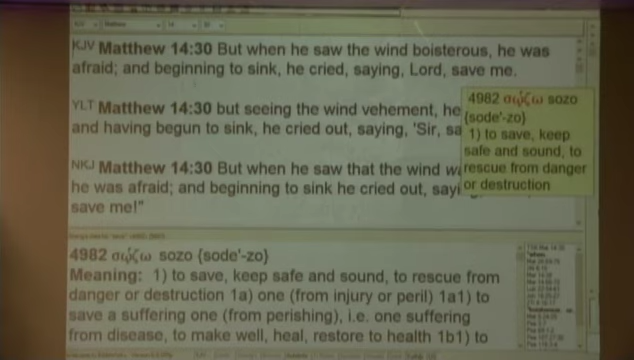 KJV Matthew 14:30 But when he saw the wind boisterous, he was
afraid; and beginning to sink, he cried, saying, Lord, save me.
YLT Matthew 14:30 but seeing the wind vehement, he
and having begun to sink, he cried out, saying, 'Sir, sa
NKJ Matthew 14:30 But when he saw that the wind
he was afraid; and beginning to sink he cried out, sayi
save me!"
4982 σῴζω sozo
{sode'-zo}
1) to save, keep
safe and sound, to
rescue from danger
or destruction
4982 σῴζω sozo {sode'-zo}
Meaning: 1) to save, keep safe and sound, to rescue from
danger or destruction 1a) one (from injury or peril) 1a1) to
save a suffering one (from perishing), i.e. one suffering
from disease, to make well, heal, restore to health 1b1) to